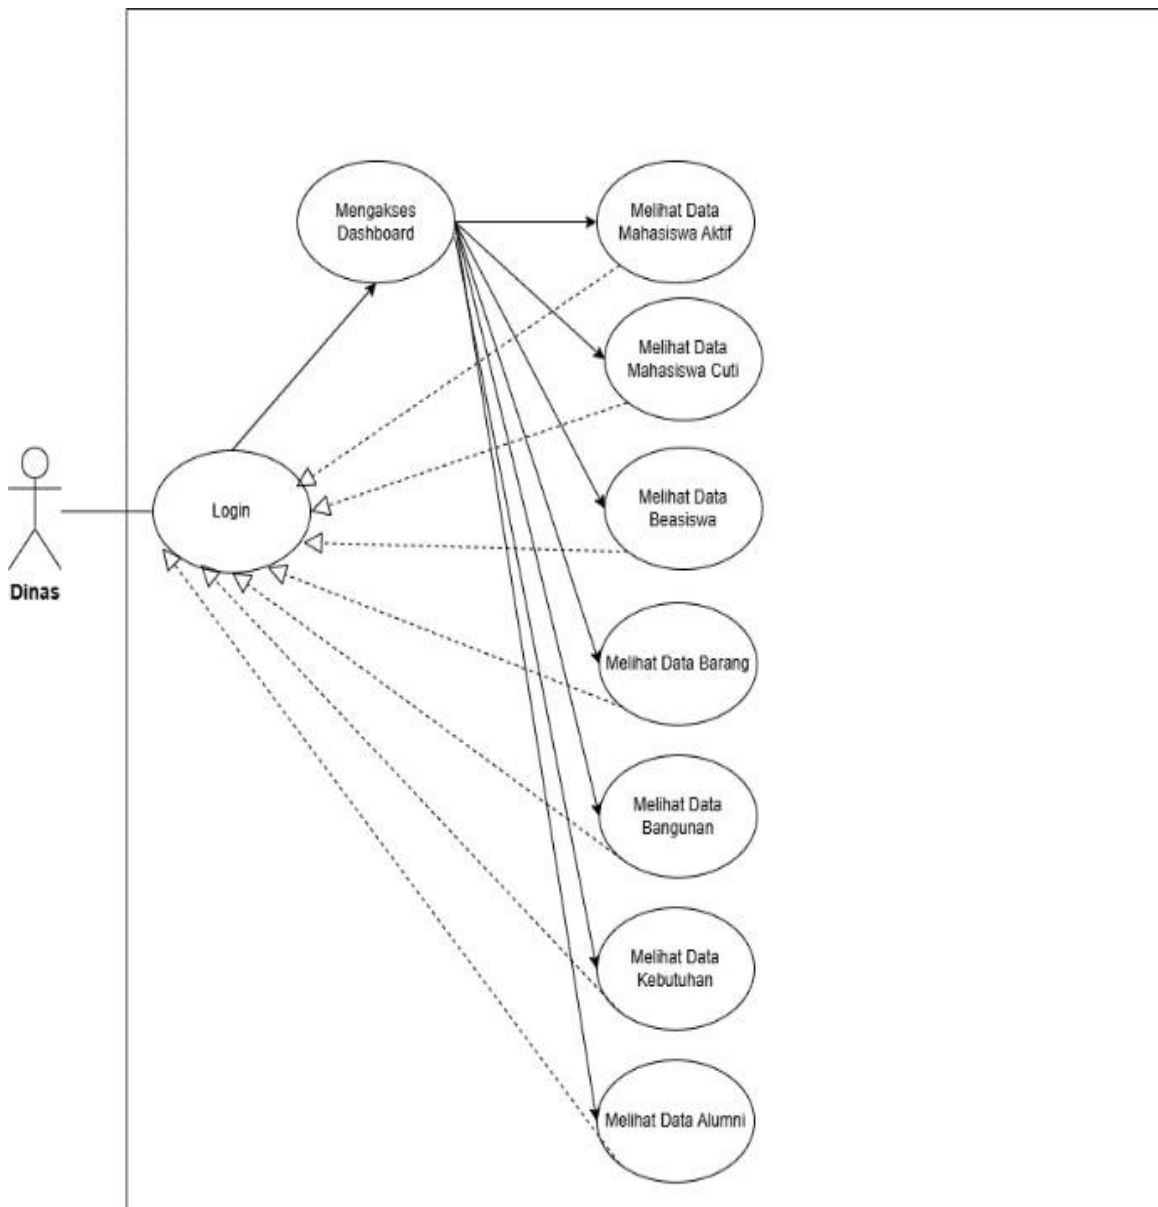 Mengakses
Dashboard
Melihat Data
Mahasiswa Aktif
Melihat Data
Mahasiswa Cuti
Login
Melihat Data
Beasiswa
Dinas
Melihat Data Barang
Melihat Data
Bangunan
Melihat Data
Kebutuhan
Melihat Data Alumni